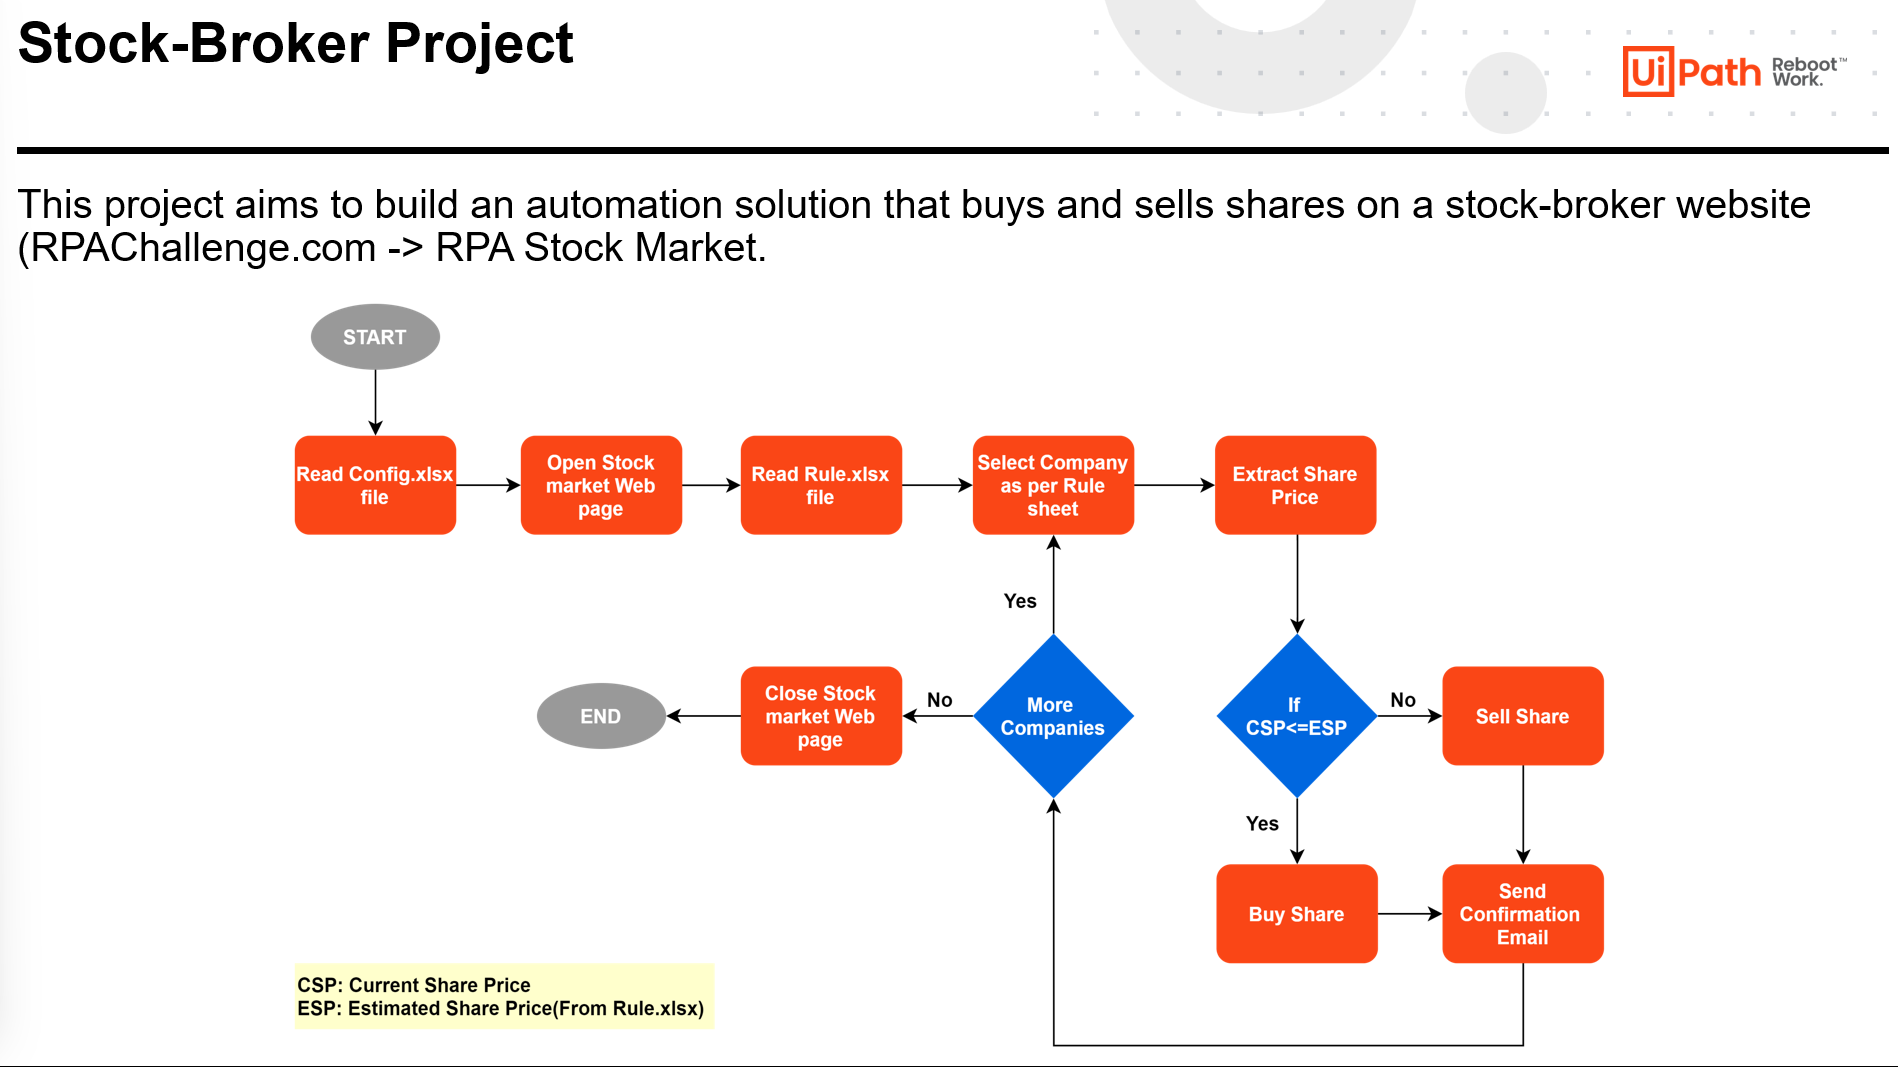 Stock-Broker Project
UiPath Reboot Work.™
This project aims to build an automation solution that buys and sells shares on a stock-broker website
(RPAChallenge.com -> RPA Stock Market.
START
Read Config.xlsx
file
Open Stock
market Web
page
Read Rule.xlsx
file
Select Company
as per Rule
sheet
Extract Share
Price
Yes
END
Close Stock
market Web
page
No
More
Companies
If
CSP<=ESP
No
Sell Share
Yes
Buy Share
Send
Confirmation
Email
CSP: Current Share Price
ESP: Estimated Share Price(From Rule.xlsx)